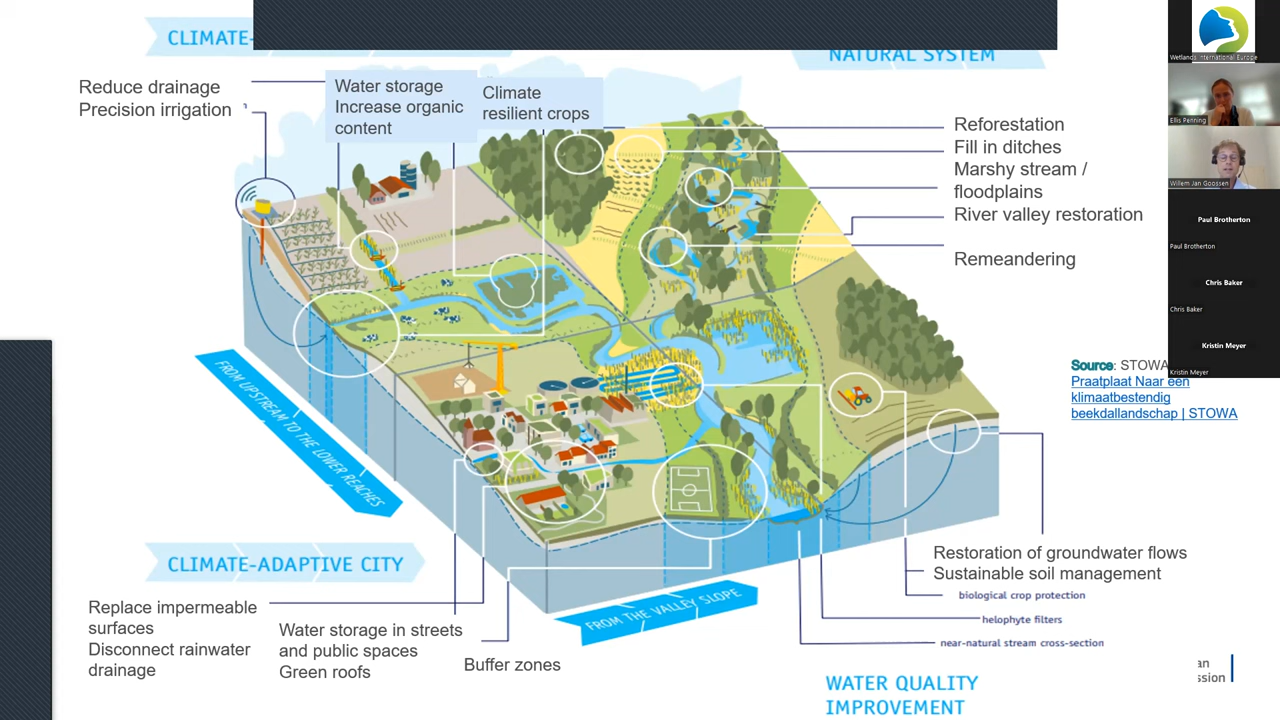 CLIMATE-
NATURAL SYSTEM
Reduce drainage
Precision irrigation
Water storage
Increase organic
content
Climate
resilient crops
Reforestation
Fill in ditches
Marshy stream /
floodplains
River valley restoration
Remeandering
Wetlands International Europe
Ellis Penning
Willem Jan Goossen
Paul Brotherton
Paul Brotherton
Chris Baker
Chris Baker
Kristin Meyer
Kristin Meyer
Source: STOWA
Praatplaat Naar een
klimaatbestendig
beekdallandschap | STOWA
FROM UPSTREAM TO THE LOWER REACHES
FROM THE VALLEY SLOPE
CLIMATE-ADAPTIVE CITY
Replace impermeable
surfaces
Disconnect rainwater
drainage
Water storage in streets
and public spaces
Green roofs
Buffer zones
Restoration of groundwater flows
Sustainable soil management
biological crop protection
helophyte filters
near-natural stream cross-section
WATER QUALITY
IMPROVEMENT
an
ssion